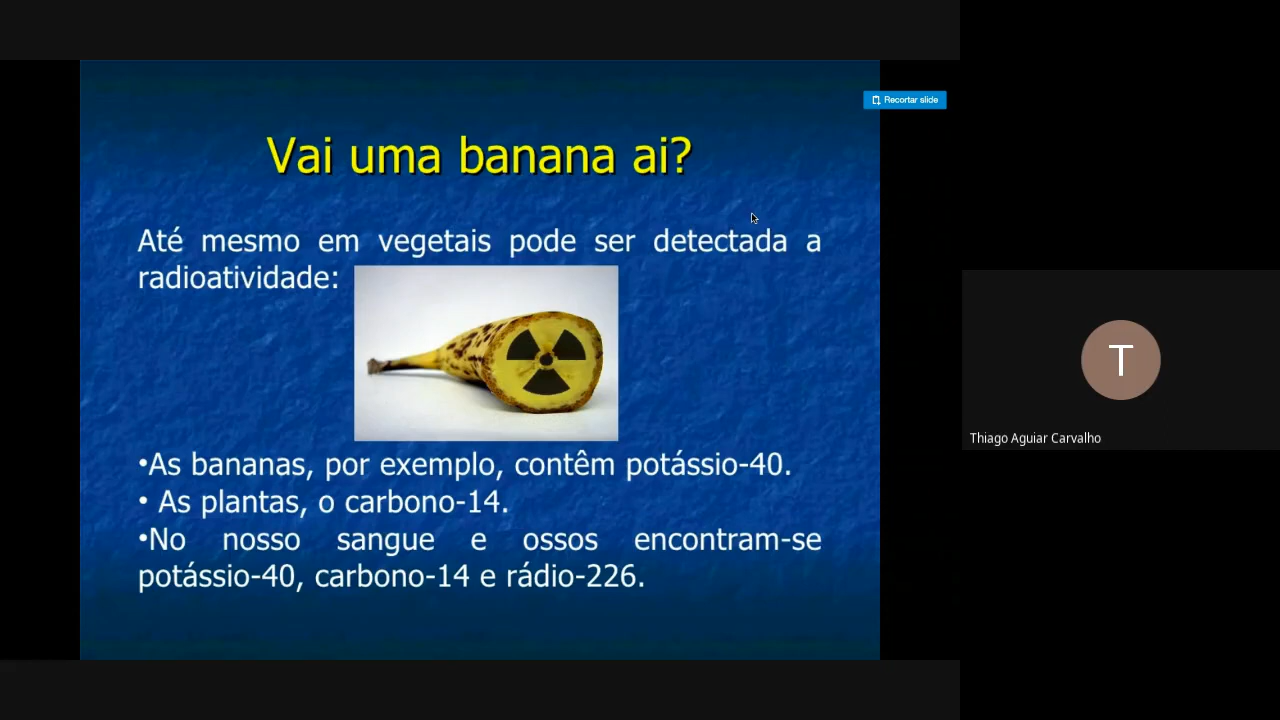 Recortar slide
Vai uma banana ai?
Até mesmo em vegetais pode ser detectada a
radioatividade:
•As bananas, por exemplo, contêm potássio-40.
• As plantas, o carbono-14.
•No nosso sangue e ossos encontram-se
potássio-40, carbono-14 e rádio-226.
T
Thiago Aguiar Carvalho